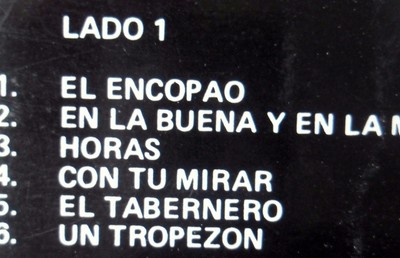 LADO 1
1. EL ENCOPAO
2. EN LA BUENA Y EN LA
3. HORAS
4. CON TU MIRAR
5. EL TABERNERO
6. UN TROPEZON